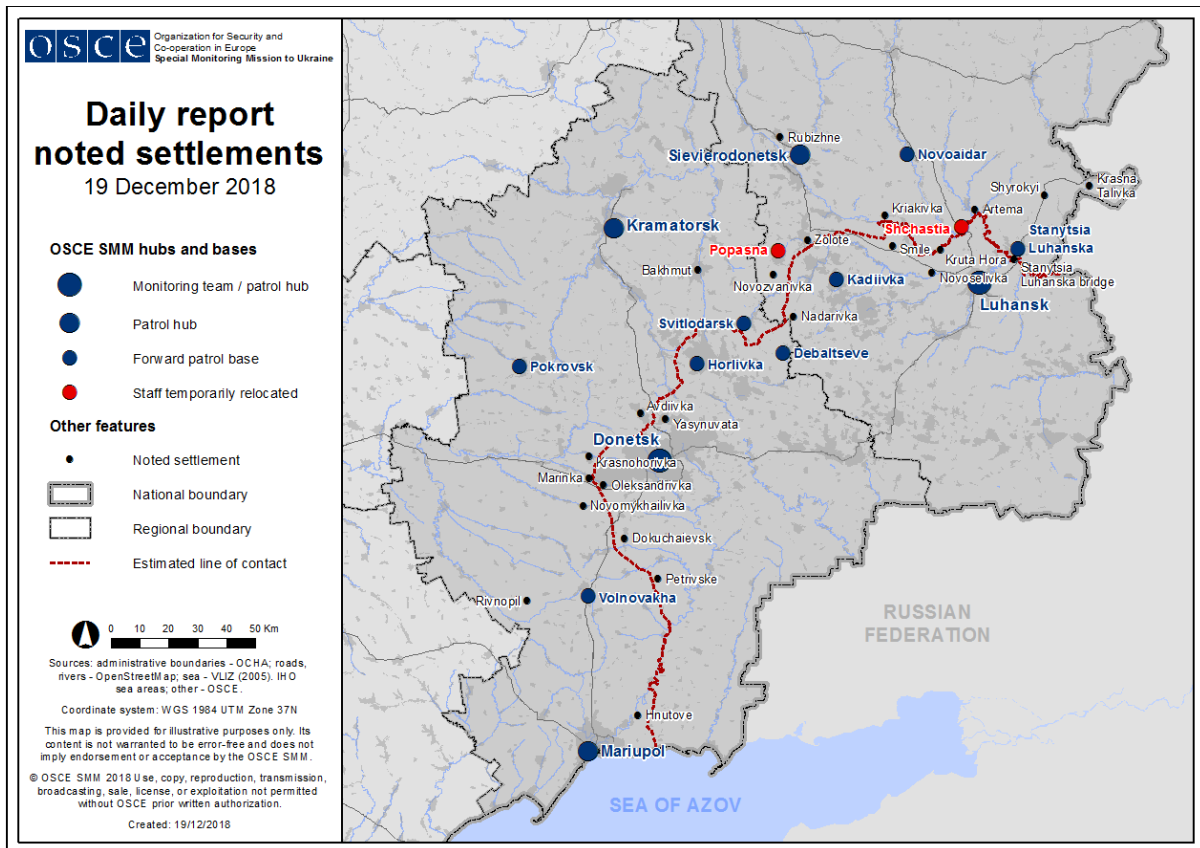 OSCE
Organization for Security and
Co-operation in Europe
Special Monitoring Mission to Ukraine
Daily report
noted settlements
19 December 2018
OSCE SMM hubs and bases
Monitoring team / patrol hub
Patrol hub
Forward patrol base
Staff temporarily relocated
Other features
Noted settlement
National boundary
Regional boundary
Estimated line of contact
0 10 20 30 40 50 Km
Sources: administrative boundaries - OCHA; roads,
rivers - OpenStreetMap; sea - VLIZ (2005). IHO
sea areas; other - OSCE.
Coordinate system: WGS 1984 UTM Zone 37N
This map is provided for illustrative purposes only. Its
content is not warranted to be error-free and does not
imply endorsement or acceptance by the OSCE SMM.
© OSCE SMM 2018 Use, copy, reproduction, transmission,
broadcasting, sale, license, or exploitation not permitted
without OSCE prior written authorization.
Created: 19/12/2018
Rubizhne
Sievierodonetsk
Novoaidar
Krasna
Talivka
Shyrokyi
Kriakivka
Artema
Kramatorsk
Shchastia
Stanytsia
Luhanska
Popasna
Zolote
Smile
Kruta Hora
Stanytsia
Luhanska bridge
Bakhmut
Novozvanivka
Kadiivka
Novoselivka
Luhansk
Svitlodarsk
Nadarivka
Debaltseve
Horlivka
Pokrovsk
Avdiivka
Yasynuvata
Donetsk
Krasnohorivka
Marinka
Oleksandrivka
Novomykhailivka
Dokuchaievsk
Petrivske
Rivnopil
Volnovakha
RUSSIAN
FEDERATION
Hnutove
Mariupol
SEA OF AZOV